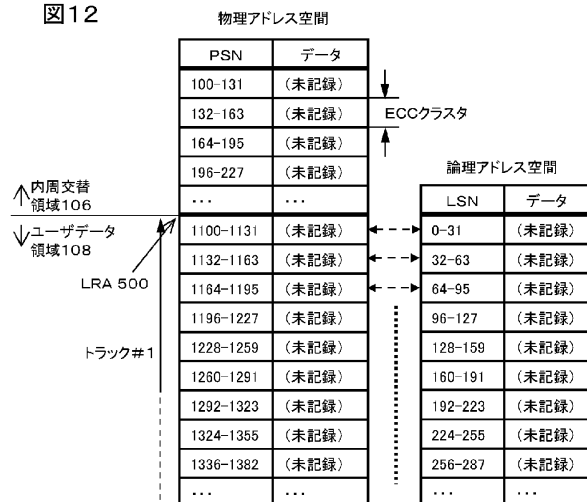 図12
物理アドレス空間
PSN データ
100-131 (未記録)
132-163 (未記録)
164-195 (未記録)
196-227 (未記録)
... ...
1100-1131 (未記録)
1132-1163 (未記録)
1164-1195 (未記録)
1196-1227 (未記録)
1228-1259 (未記録)
1260-1291 (未記録)
1292-1323 (未記録)
1324-1355 (未記録)
1336-1382 (未記録)
... ...
ECCクラスタ
内周交替
領域106
ユーザデータ
領域108
LRA 500
トラック#1
論理アドレス空間
LSN データ
0-31 (未記録)
32-63 (未記録)
64-95 (未記録)
96-127 (未記録)
128-159 (未記録)
160-191 (未記録)
192-223 (未記録)
224-255 (未記録)
256-287 (未記録)
... ...